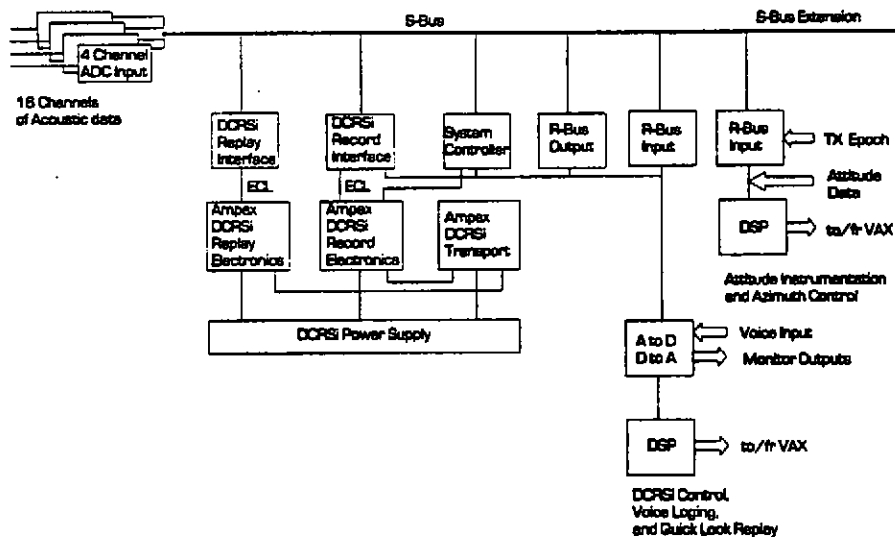 S-Bus
S-Bus Extension
4 Channel
ADC Input
16 Channels
of Acoustic data
DCRSi
Replay
Interface
DCRSi
Record
Interface
System
Controller
R-Bus
Output
R-Bus
Input
R-Bus
Input
TX Epoch
Attitude
Data
ECL
ECL
Ampex
DCRSi
Replay
Electronics
Ampex
DCRSi
Record
Electronics
Ampex
DCRSi
Transport
DSP
to/fr VAX
Attitude Instrumentation
and Azimuth Control
DCRSi Power Supply
A to D
D to A
Voice Input
Monitor Outputs
DSP
to/fr VAX
DCRSi Control,
Voice Loging,
and Quick Look Replay